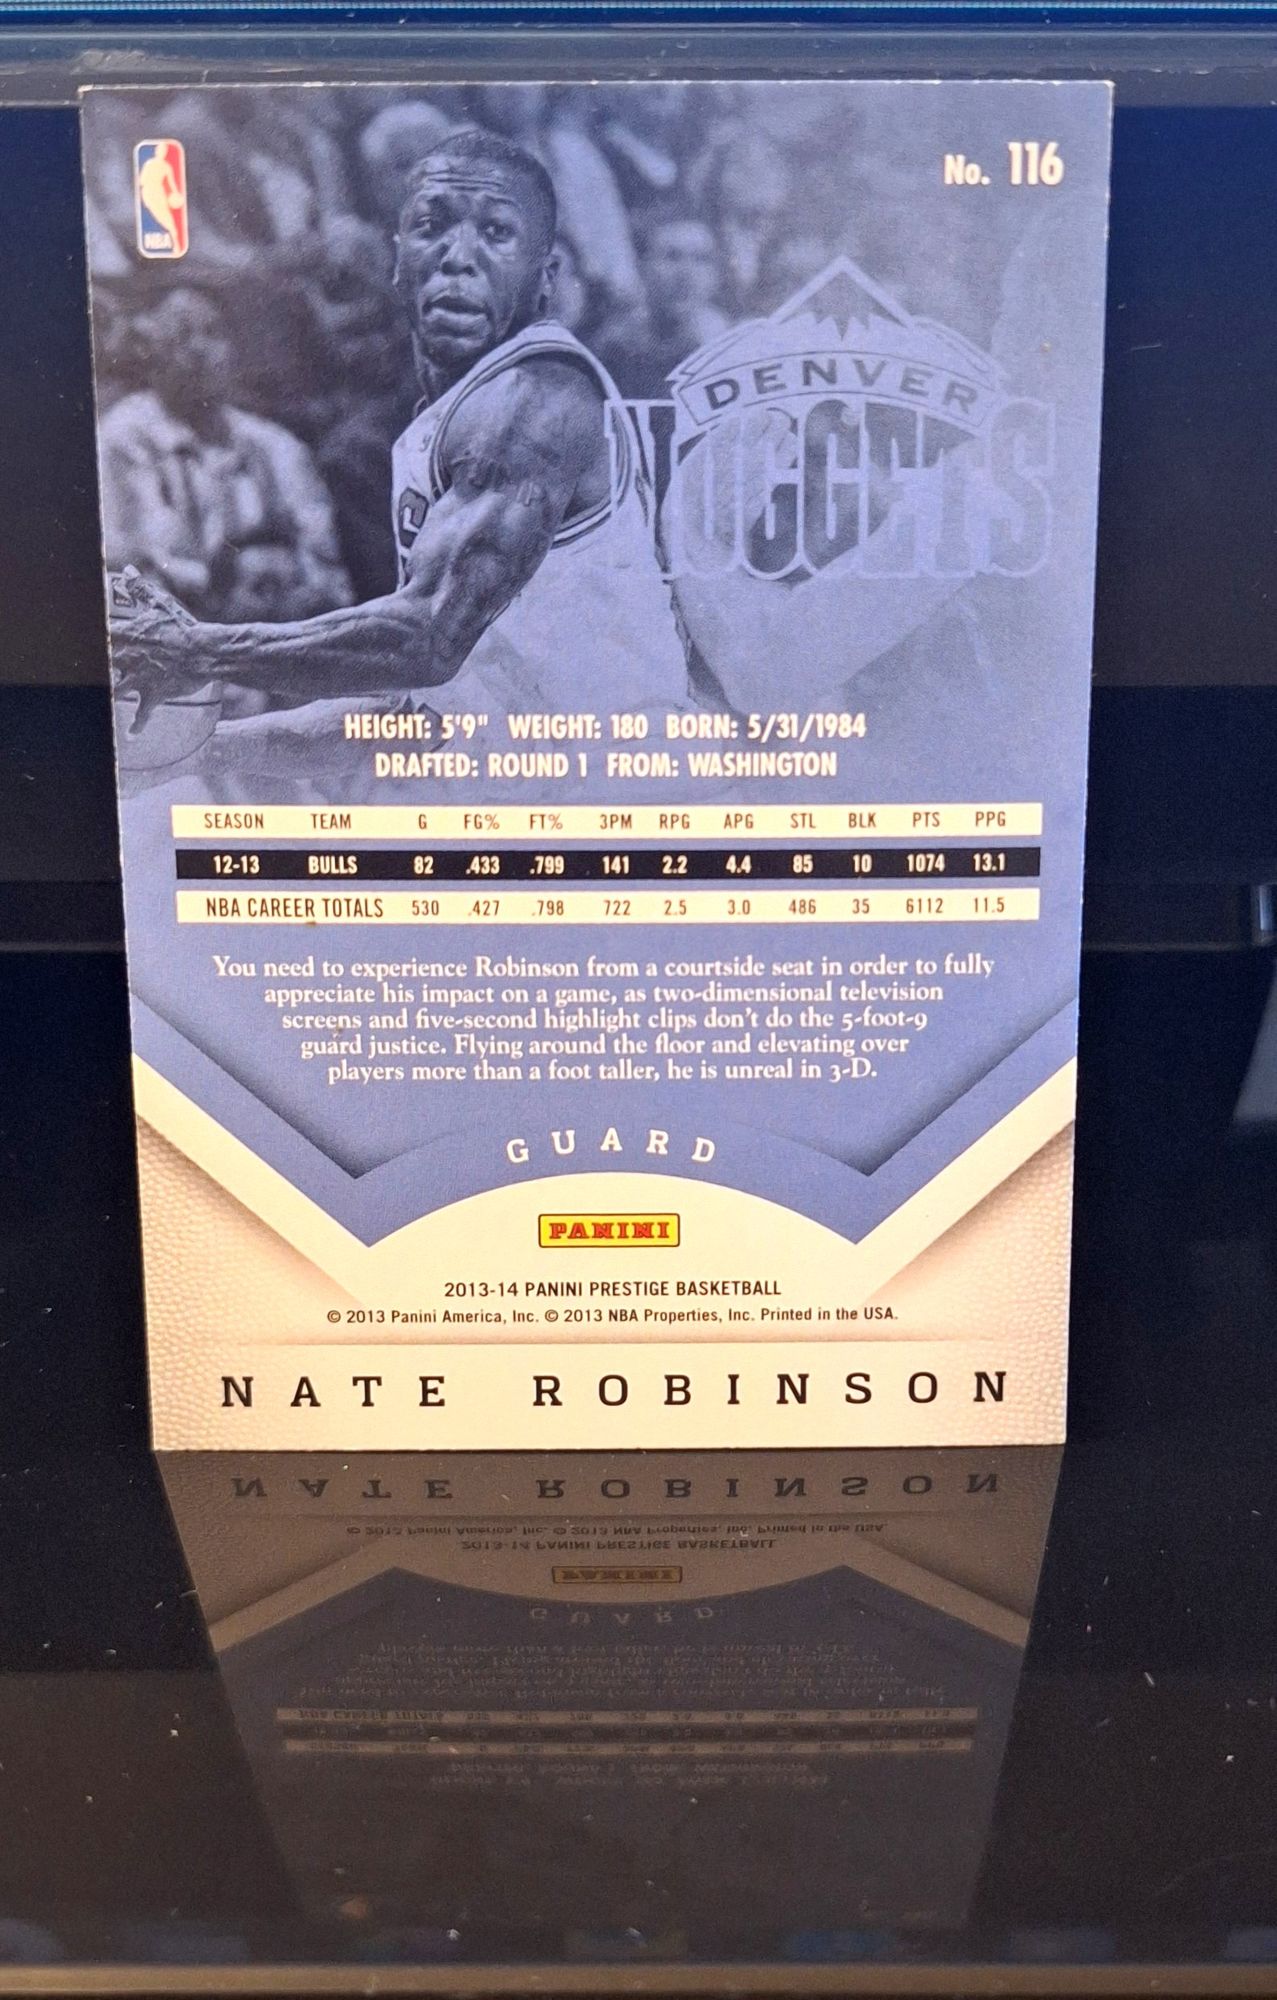 NBA
No. 116
DENVER
NUGGETS
HEIGHT: 5'9" WEIGHT: 180 BORN: 5/31/1984
DRAFTED: ROUND 1 FROM: WASHINGTON
SEASON TEAM G FG% FT% 3PM RPG APG STL BLK PTS PPG
12-13 BULLS 82 .433 .799 141 2.2 4.4 85 10 1074 13.1
NBA CAREER TOTALS 530 .427 .798 722 2.5 3.0 486 35 6112 11.5
You need to experience Robinson from a courtside seat in order to fully
appreciate his impact on a game, as two-dimensional television
screens and five-second highlight clips don't do the 5-foot-9
guard justice. Flying around the floor and elevating over
players more than a foot taller, he is unreal in 3-D.
GUARD
PANINI
2013-14 PANINI PRESTIGE BASKETBALL
© 2013 Panini America, Inc. © 2013 NBA Properties, Inc. Printed in the USA.
NATE ROBINSON